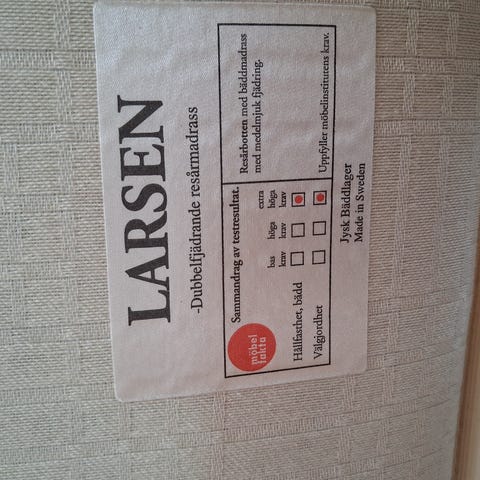 LARSEN
-Dubbelfjädrande resårmadrass
möbel
fakta
Sammandrag av testresultat.
bas
krav
höga
krav
extra
höga
krav
Hållfasthet, bädd
Välgjordhet
Resårbotten med bäddmadrass
med medelmjuk fjädring.
Uppfyller möbelinstitutens krav.
Jysk Bäddlager
Made in Sweden